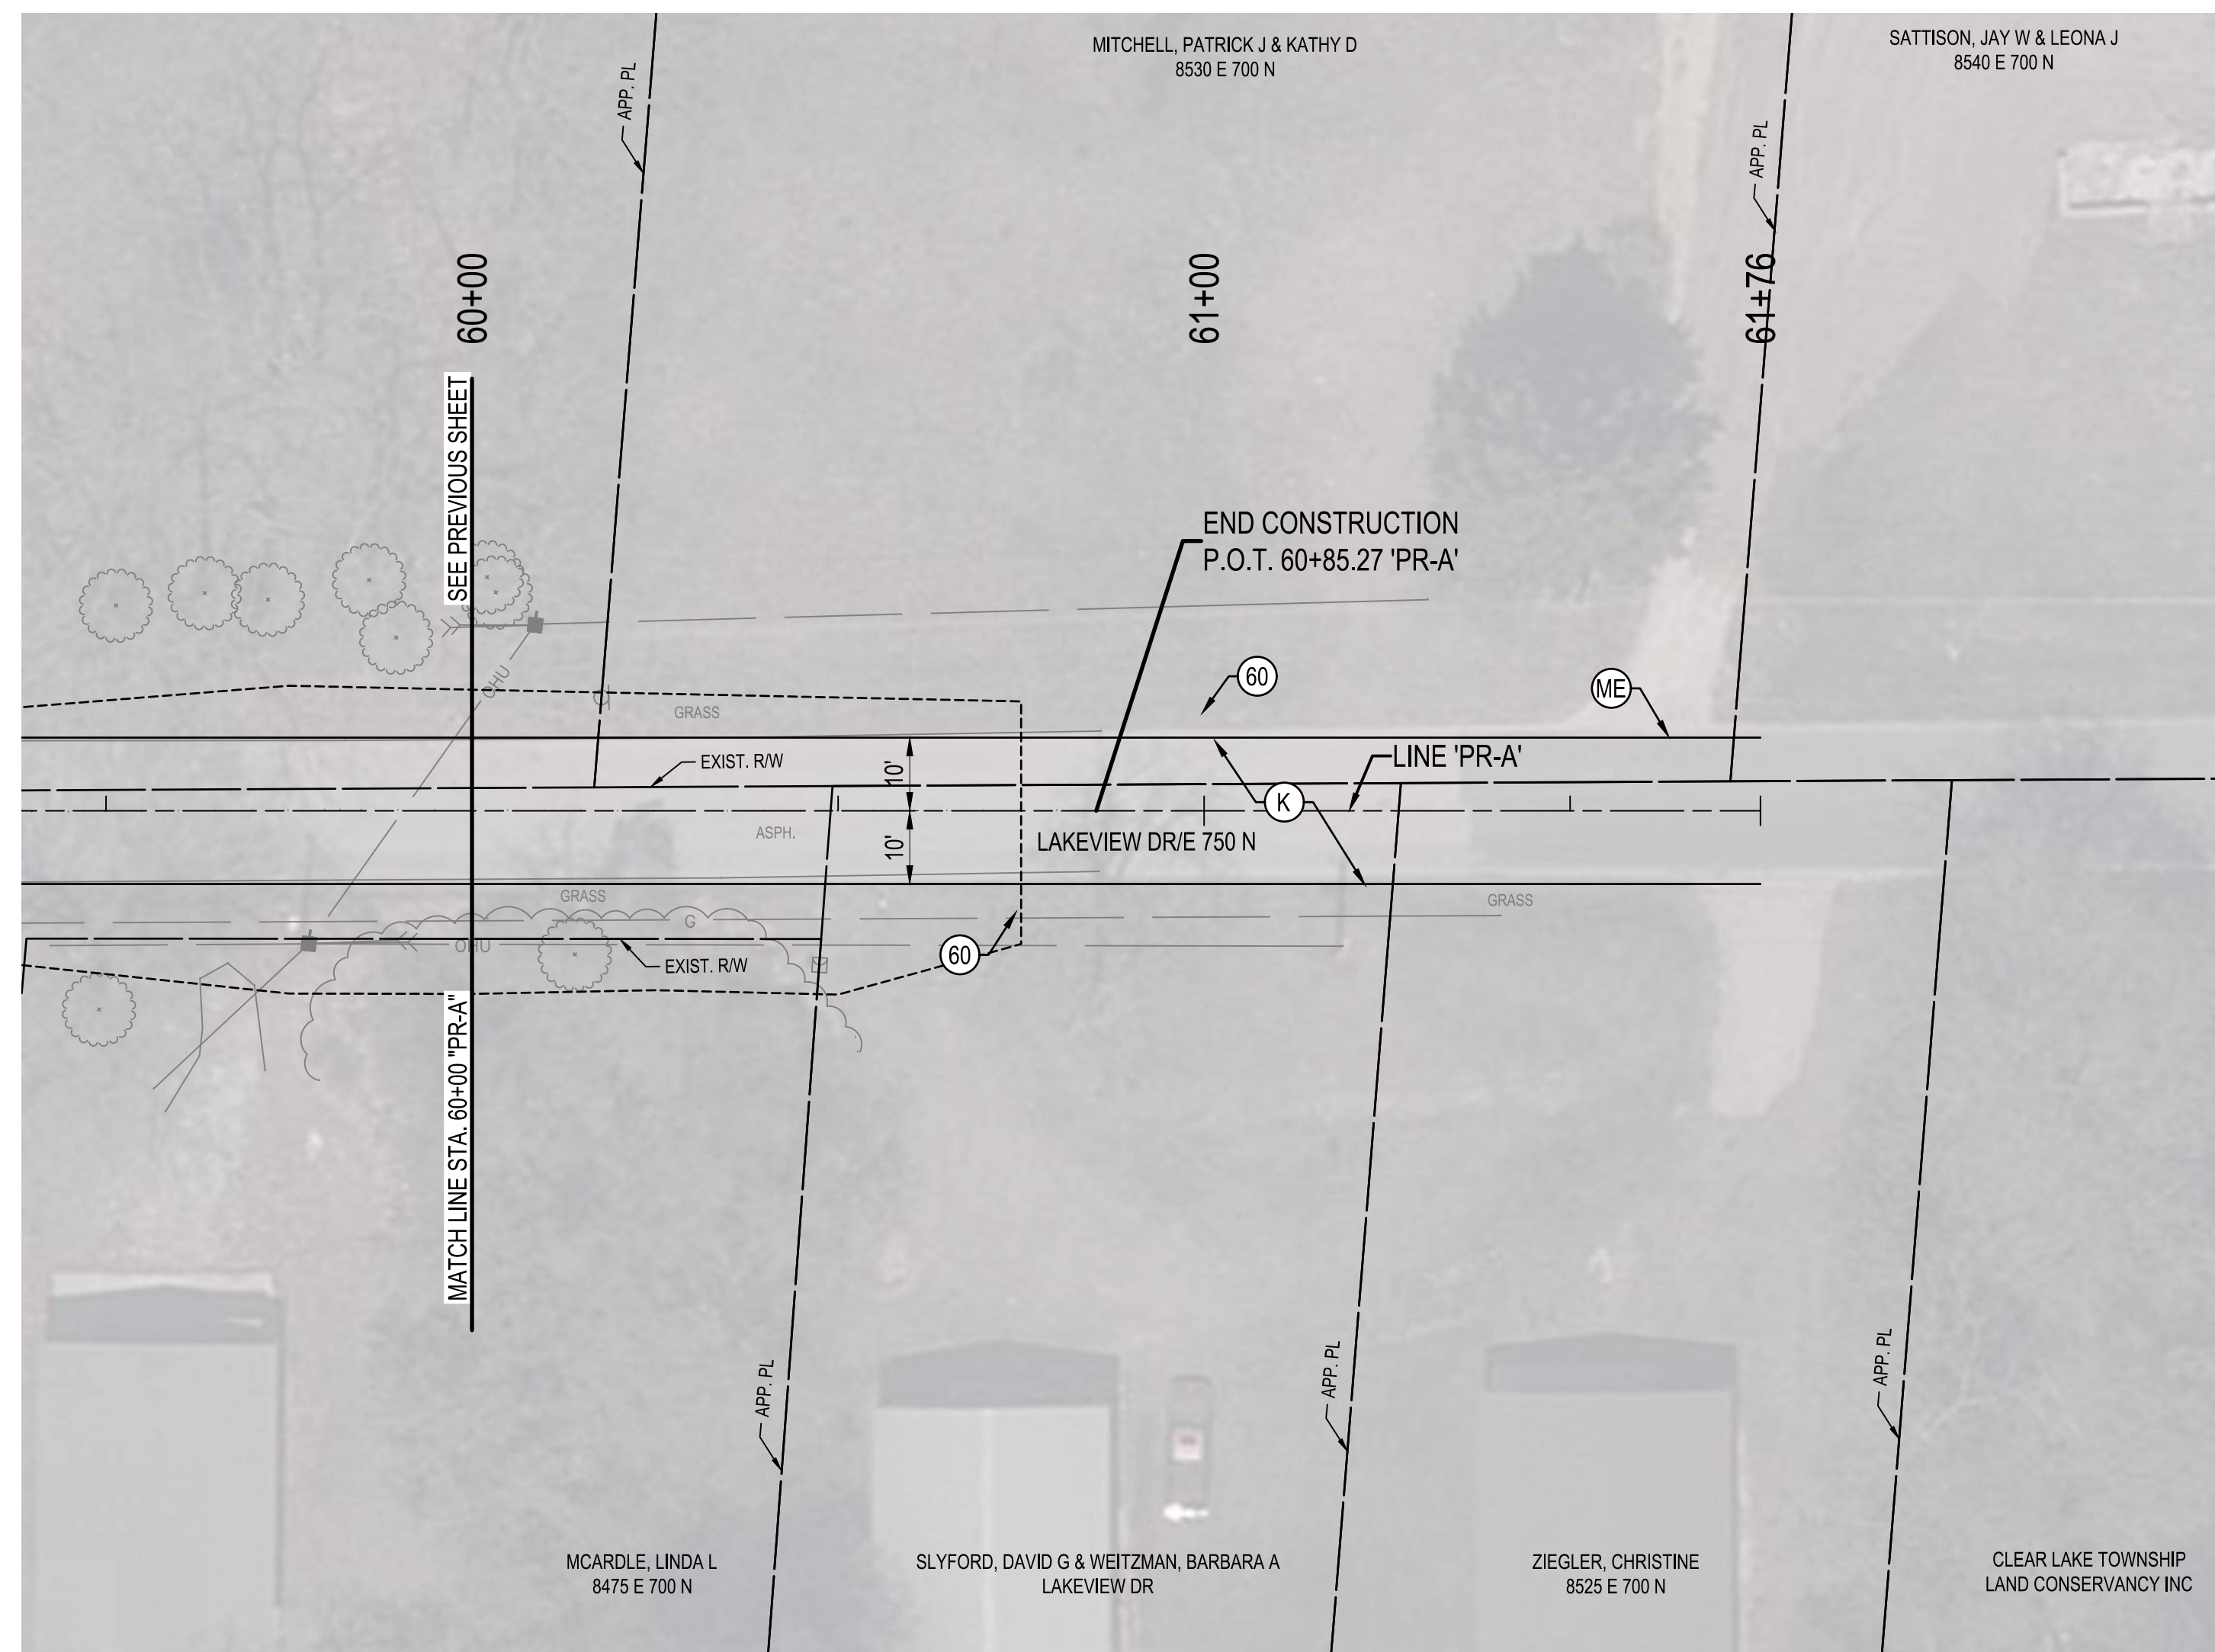 MITCHELL, PATRICK J & KATHY D
8530 E 700 N
SATTISON, JAY W & LEONA J
8540 E 700 N
APP. PL
APP. PL
60+00
61+00
61+76
SEE PREVIOUS SHEET
END CONSTRUCTION
P.O.T. 60+85.27 'PR-A'
OHU
60
ME
GRASS
EXIST. R/W
10'
LINE 'PR-A'
K
ASPH.
10'
LAKEVIEW DR/E 750 N
GRASS
GRASS
G
OHU
60
EXIST. R/W
MATCH LINE STA. 60+00 "PR-A"
APP. PL
APP. PL
APP. PL
MCARDLE, LINDA L
8475 E 700 N
SLYFORD, DAVID G & WEITZMAN, BARBARA A
LAKEVIEW DR
ZIEGLER, CHRISTINE
8525 E 700 N
CLEAR LAKE TOWNSHIP
LAND CONSERVANCY INC